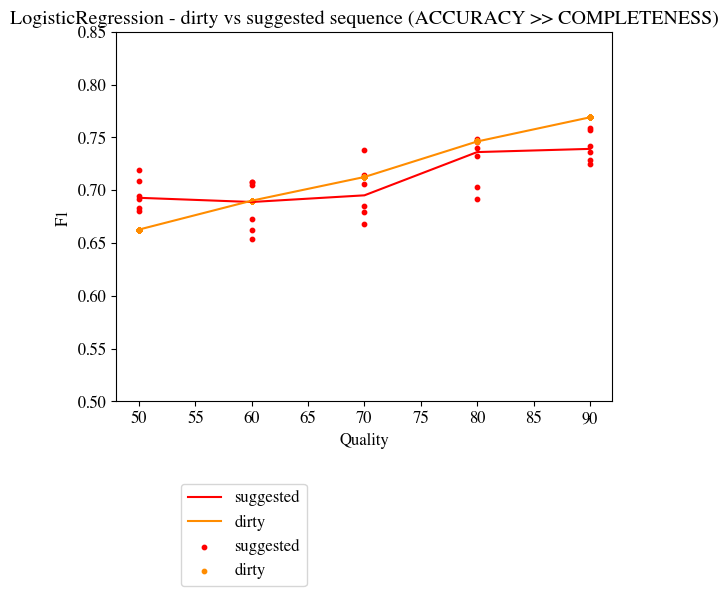 LogisticRegression - dirty vs suggested sequence (ACCURACY >> COMPLETENESS)
0.85
0.80
0.75
0.70
F1
0.65
0.60
0.55
0.50
50 55 60 65 70 75 80 85 90
Quality
suggested
dirty
suggested
dirty